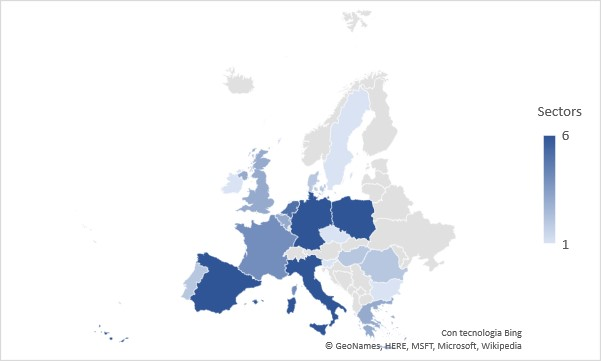 Sectors
6
1
Con tecnologia Bing
© GeoNames, HERE, MSFT, Microsoft, Wikipedia